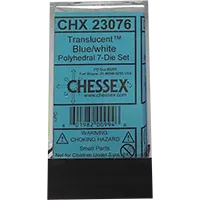 CHX 23076
Translucent™
Blue/white
Polyhedral 7-Die Set
CHESSEX®
WARNING:
CHOKING HAZARD
Small Parts
Not for Children under 3 yrs.